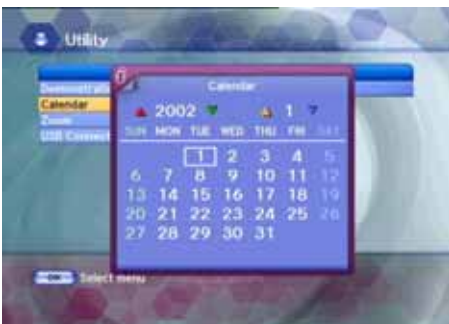 Utility
Calendar
Calendar
Zoom
2002 1
SUN MON TUE WED THU FRI SAT
1 2 3 4 5
6 7 8 9 10 11 12
13 14 15 16 17 18 19
20 21 22 23 24 25 26
27 28 29 30 31
OK Select menu